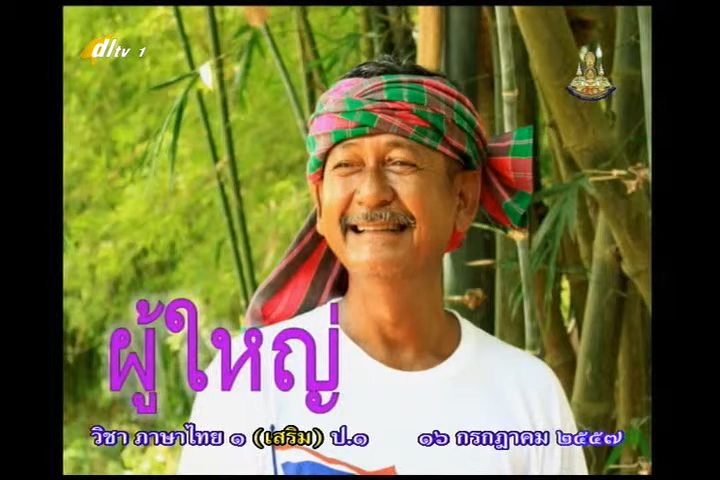 dltv 1
ผู้ใหญ่
วิชา ภาษาไทย ๑ (เสริม) ป.๑ ๑๖ กรกฎาคม ๒๕๕๗